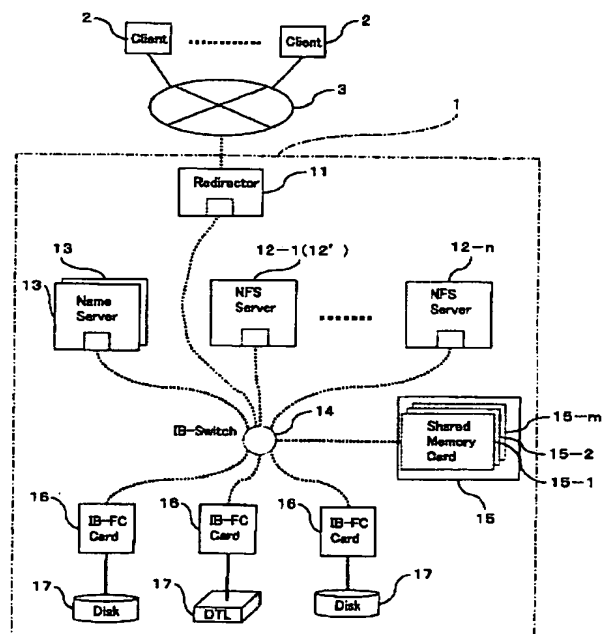 2
Client
Client
2
3
1
Redirector
11
13
13
Name
Server
12-1(12')
NFS
Server
12-n
NFS
Server
14
IB-Switch
Shared
Memory
Card
15-m
15-2
15-1
15
16
IB-FC
Card
16
IB-FC
Card
16
IB-FC
Card
17
Disk
17
DTL
17
Disk